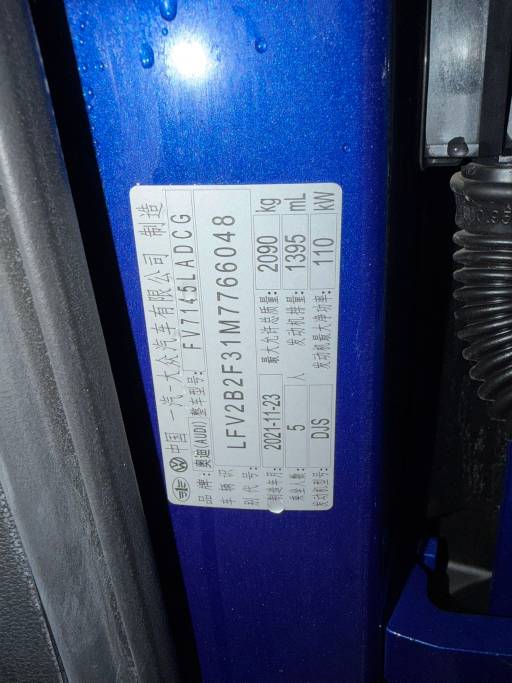 中国 一汽-大众汽车有限公司 制造
品牌:奥迪(AUDI) 整车型号: FV7145LADCG
车辆识别代号: LFV2B2F31M7766048
制造年月: 2021-11-23 最大允许总质量: 2090 kg
乘坐人数: 5 人 发动机排量: 1395 mL
发动机型号: DJS 发动机最大净功率: 110 kW